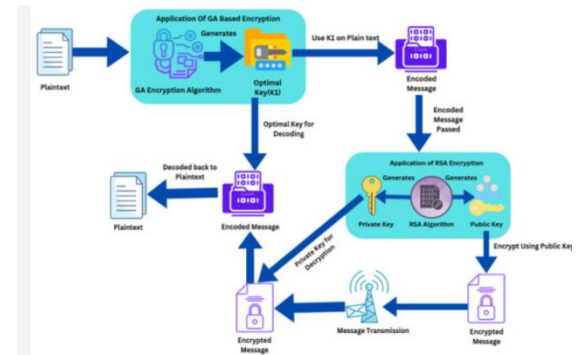 Application Of GA Based Encryption
Generates
Use K1 on Plain text
Plaintext
GA Encryption Algorithm
Optimal
Key(K1)
Encoded
Message
Optimal Key for
Decoding
Encoded
Message
Passed
Decoded back to
Plaintext
Application of RSA Encryption
Generates
Generates
Plaintext
Encoded Message
Private Key
RSA Algorithm
Public Key
Private Key for
Decryption
Encrypt Using Public Key
Message Transmission
Encrypted
Message
Encrypted
Message